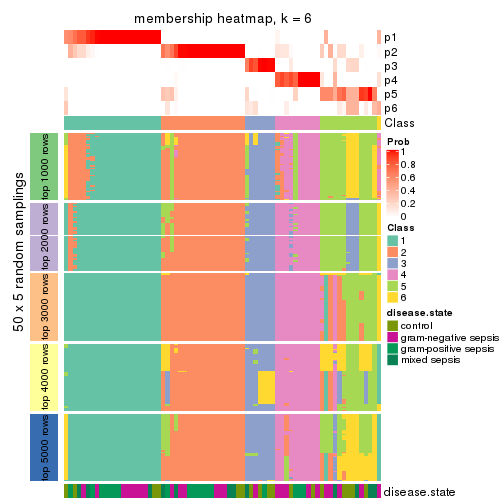 membership heatmap, k = 6
p1
p2
p3
p4
p5
p6
Class
50 x 5 random samplings
top 1000 rows
top 2000 rows
top 3000 rows
top 4000 rows
top 5000 rows
Prob
1
0.8
0.6
0.4
0.2
0
Class
1
2
3
4
5
6
disease.state
control
gram-negative sepsis
gram-positive sepsis
mixed sepsis
disease.state